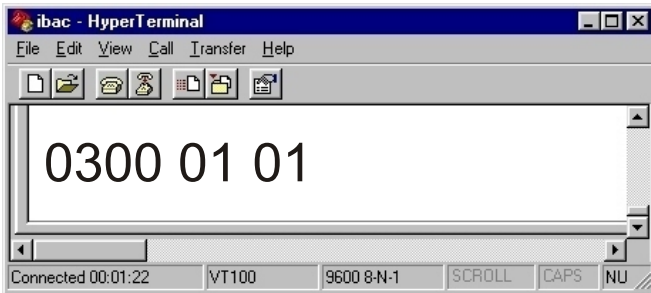 ibac - HyperTerminal
File Edit View Call Transfer Help
0300 01 01
Connected 00:01:22 VT100 9600 8-N-1 SCROLL CAPS NU